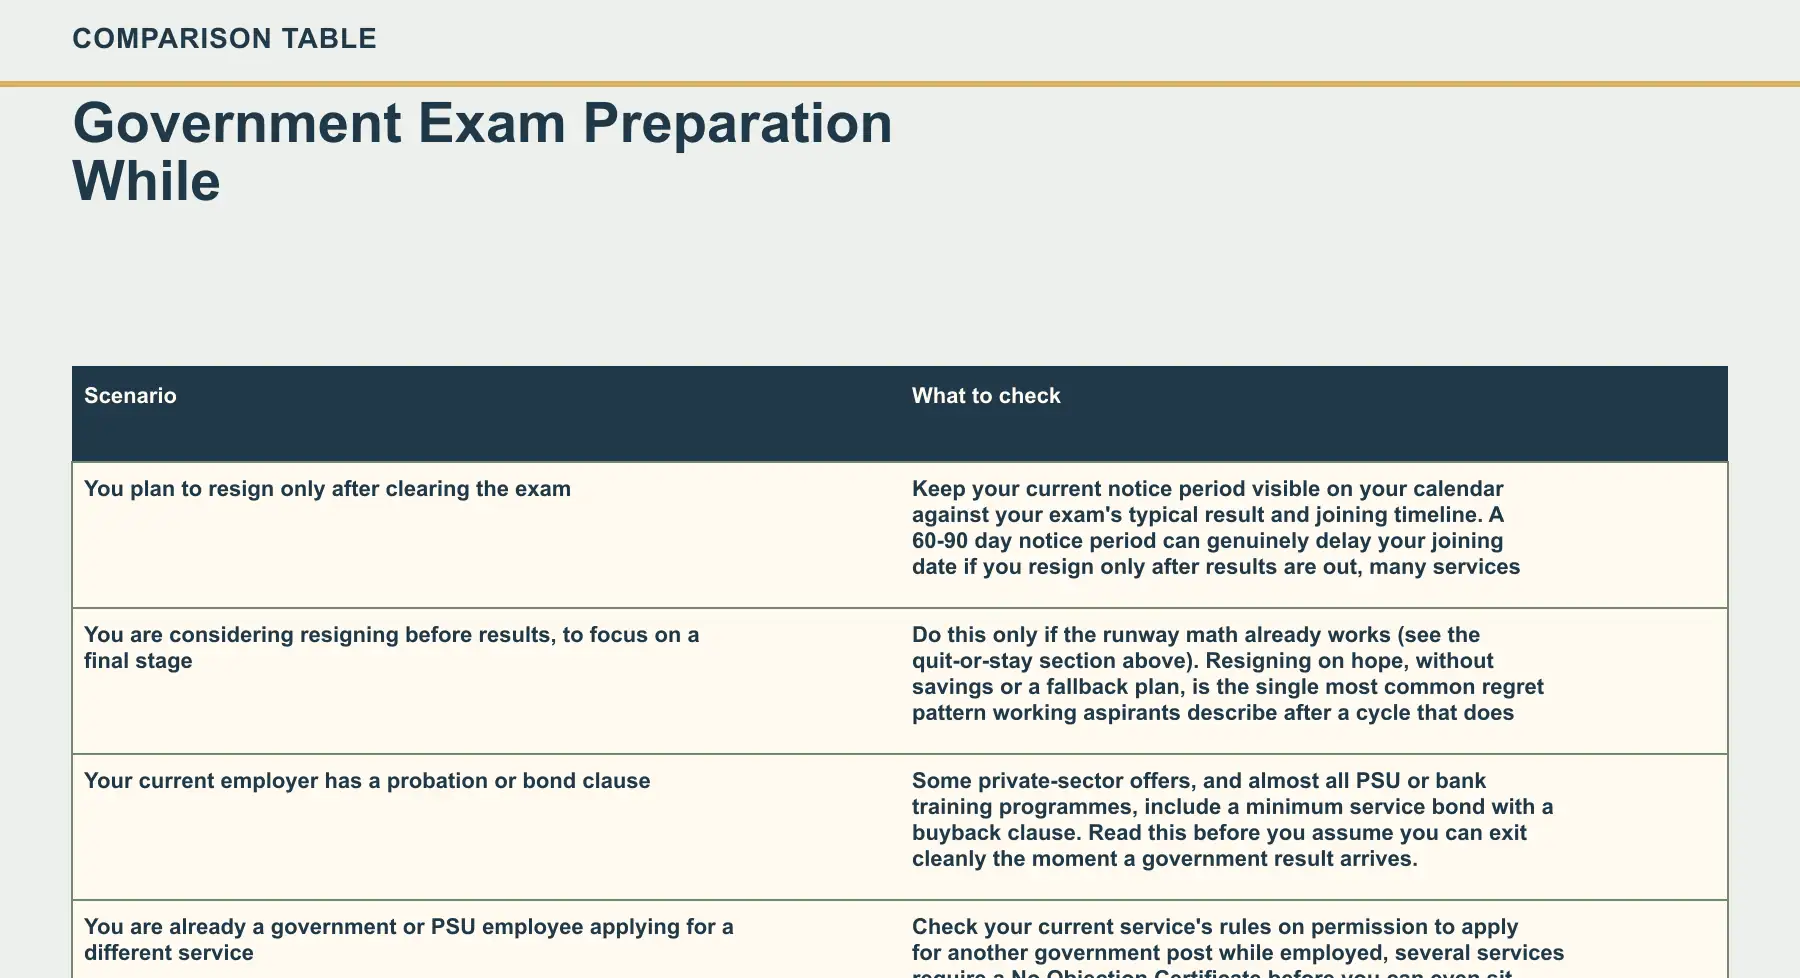 COMPARISON TABLE
Government Exam Preparation
While
Scenario
What to check
You plan to resign only after clearing the exam
Keep your current notice period visible on your calendar
against your exam's typical result and joining timeline. A
60-90 day notice period can genuinely delay your joining
date if you resign only after results are out, many services
You are considering resigning before results, to focus on a
final stage
Do this only if the runway math already works (see the
quit-or-stay section above). Resigning on hope, without
savings or a fallback plan, is the single most common regret
pattern working aspirants describe after a cycle that does
Your current employer has a probation or bond clause
Some private-sector offers, and almost all PSU or bank
training programmes, include a minimum service bond with a
buyback clause. Read this before you assume you can exit
cleanly the moment a government result arrives.
You are already a government or PSU employee applying for a
different service
Check your current service's rules on permission to apply
for another government post while employed, several services
require a No Objection Certificate before you can even sit